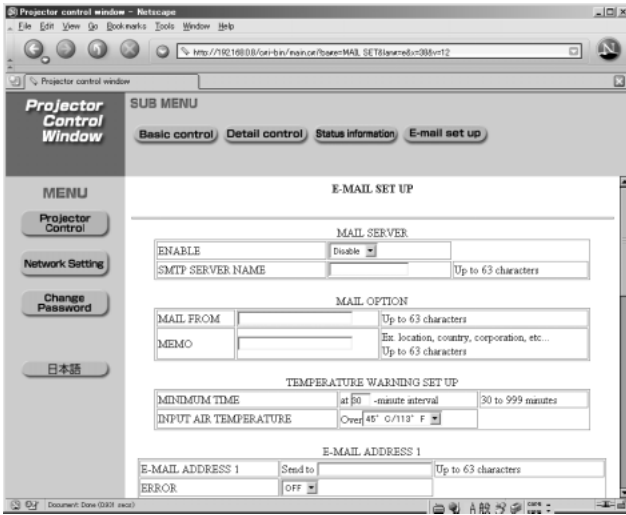 Projector control window - Netscape
File Edit View Go Bookmarks Tools Window Help
Projector control window
Projector
Control
Window
SUB MENU
Basic control Detail control Status information E-mail set up
MENU
Projector
Control
Network Setting
Change
Password
日本語
E-MAIL SET UP
MAIL SERVER
ENABLE Disable
SMTP SERVER NAME Up to 63 characters
MAIL OPTION
MAIL FROM Up to 63 characters
MEMO Ex. location, country, corporation, etc...
Up to 63 characters
TEMPERATURE WARNING SET UP
MINIMUM TIME at 30 -minute interval 30 to 999 minutes
INPUT AIR TEMPERATURE Over 45° C/113° F
E-MAIL ADDRESS 1
E-MAIL ADDRESS 1 Send to Up to 63 characters
ERROR OFF
Document: Done